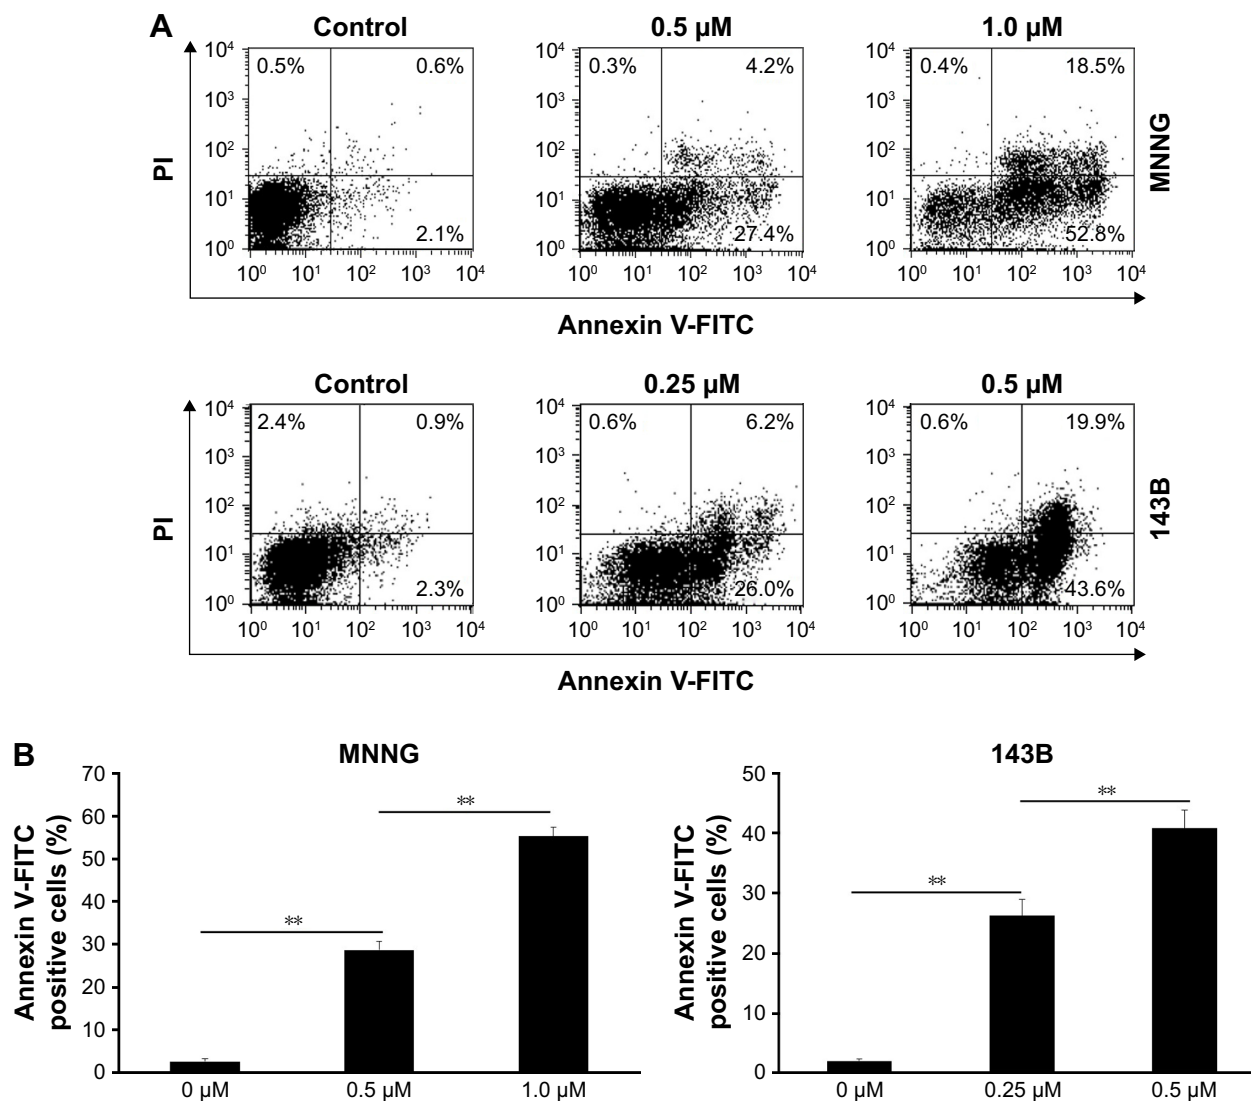 A
Control 0.5 µM 1.0 µM
10⁴ 0.5% 0.6% 10⁴ 0.3% 4.2% 10⁴ 0.4% 18.5%
10³ 10³ 10³
10² 10² 10²
10¹ 10¹ 10¹
10⁰ 2.1% 10⁰ 27.4% 10⁰ 52.8%
10⁰ 10¹ 10² 10³ 10⁴ 10⁰ 10¹ 10² 10³ 10⁴ 10⁰ 10¹ 10² 10³ 10⁴
PI
MNNG
Annexin V-FITC
Control 0.25 µM 0.5 µM
10⁴ 2.4% 0.9% 10⁴ 0.6% 6.2% 10⁴ 0.6% 19.9%
10³ 10³ 10³
10² 10² 10²
10¹ 10¹ 10¹
10⁰ 2.3% 10⁰ 26.0% 10⁰ 43.6%
10⁰ 10¹ 10² 10³ 10⁴ 10⁰ 10¹ 10² 10³ 10⁴ 10⁰ 10¹ 10² 10³ 10⁴
PI
143B
Annexin V-FITC
B
MNNG
Annexin V-FITC
positive cells (%)
70
60
50
40
30
20
10
0
**
**
0 µM 0.5 µM 1.0 µM
143B
Annexin V-FITC
positive cells (%)
50
40
30
20
10
0
**
**
0 µM 0.25 µM 0.5 µM